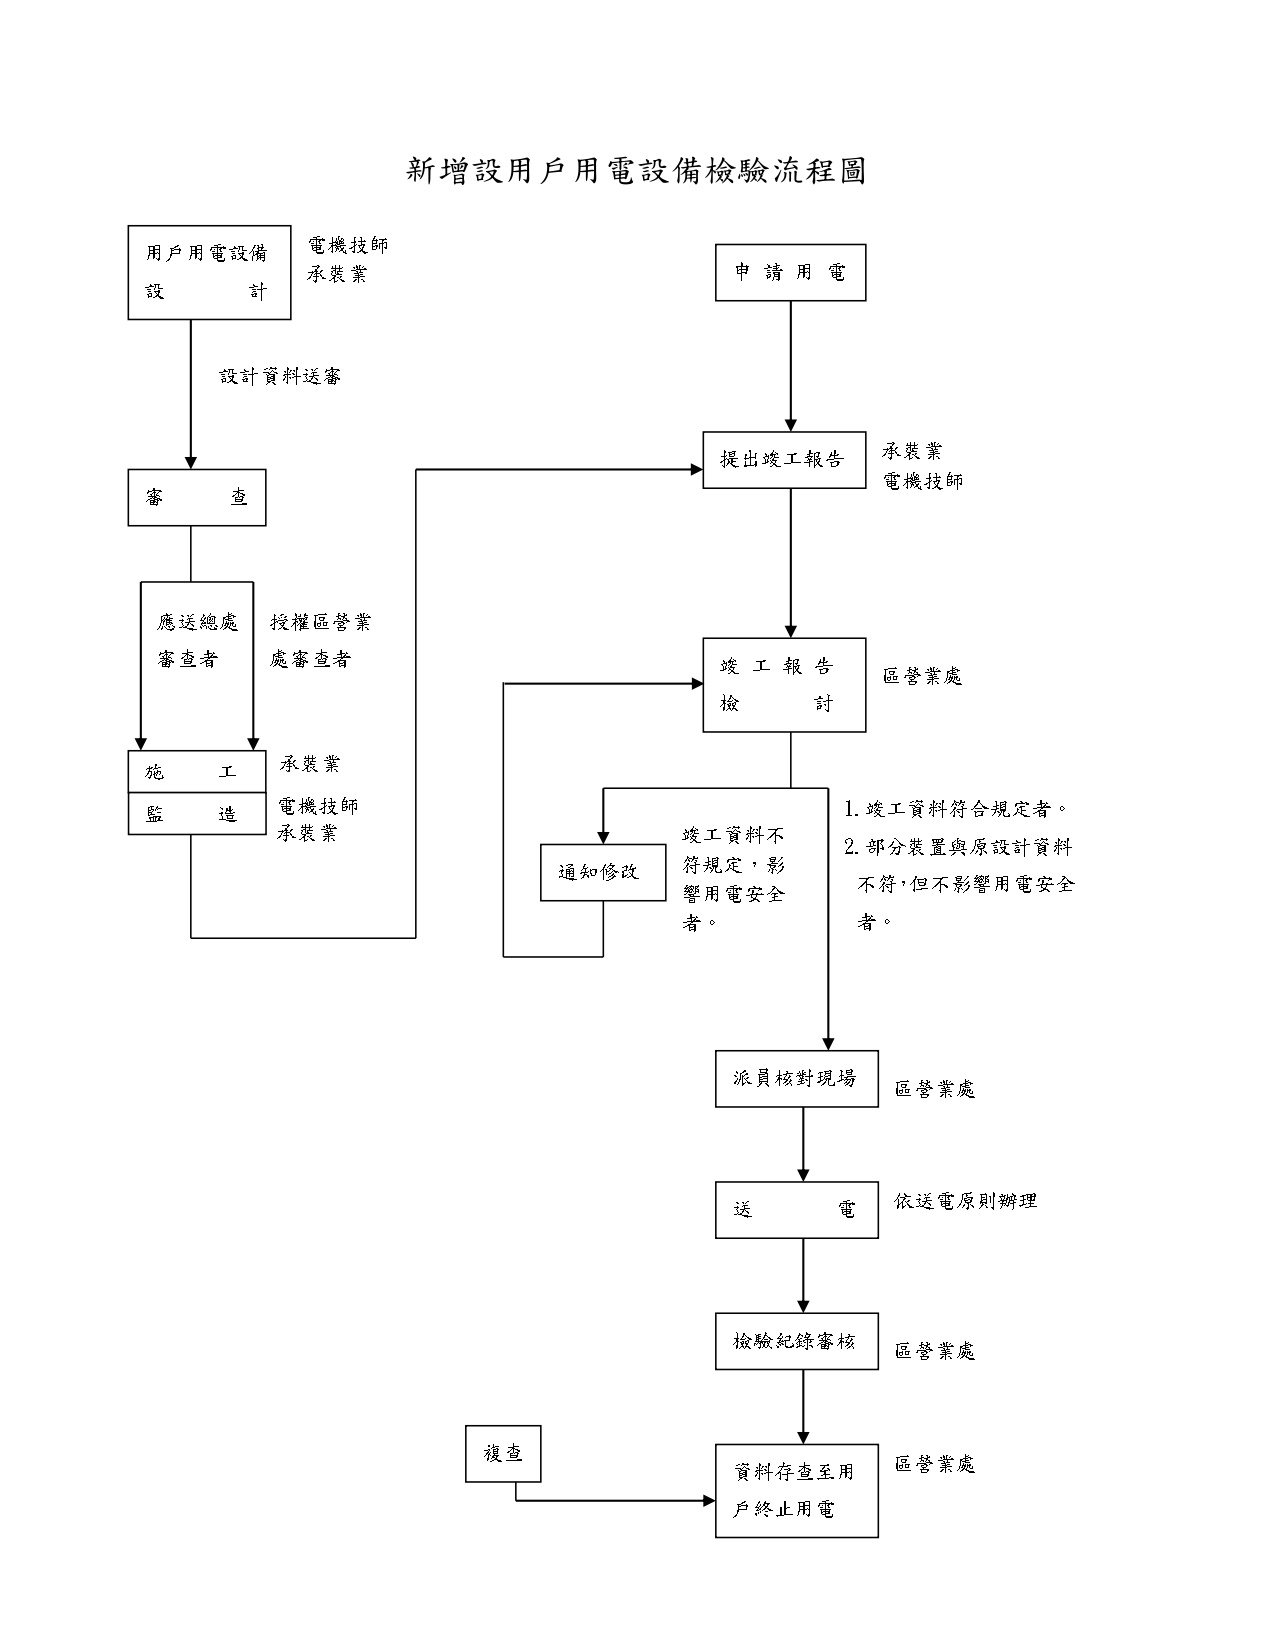 新增設用戶用電設備檢驗流程圖
用戶用電設備
設計
電機技師
承裝業
設計資料送審
審查
應送總處
審查者
授權區營業
處審查者
施工
承裝業
監造
電機技師
承裝業
申請用電
提出竣工報告
承裝業
電機技師
竣工報告
檢討
區營業處
通知修改
竣工資料不
符規定，影
響用電安全
者。
1. 竣工資料符合規定者。
2. 部分裝置與原設計資料
不符，但不影響用電安全
者。
派員核對現場
區營業處
送電
依送電原則辦理
檢驗紀錄審核
區營業處
複查
資料存查至用
戶終止用電
區營業處